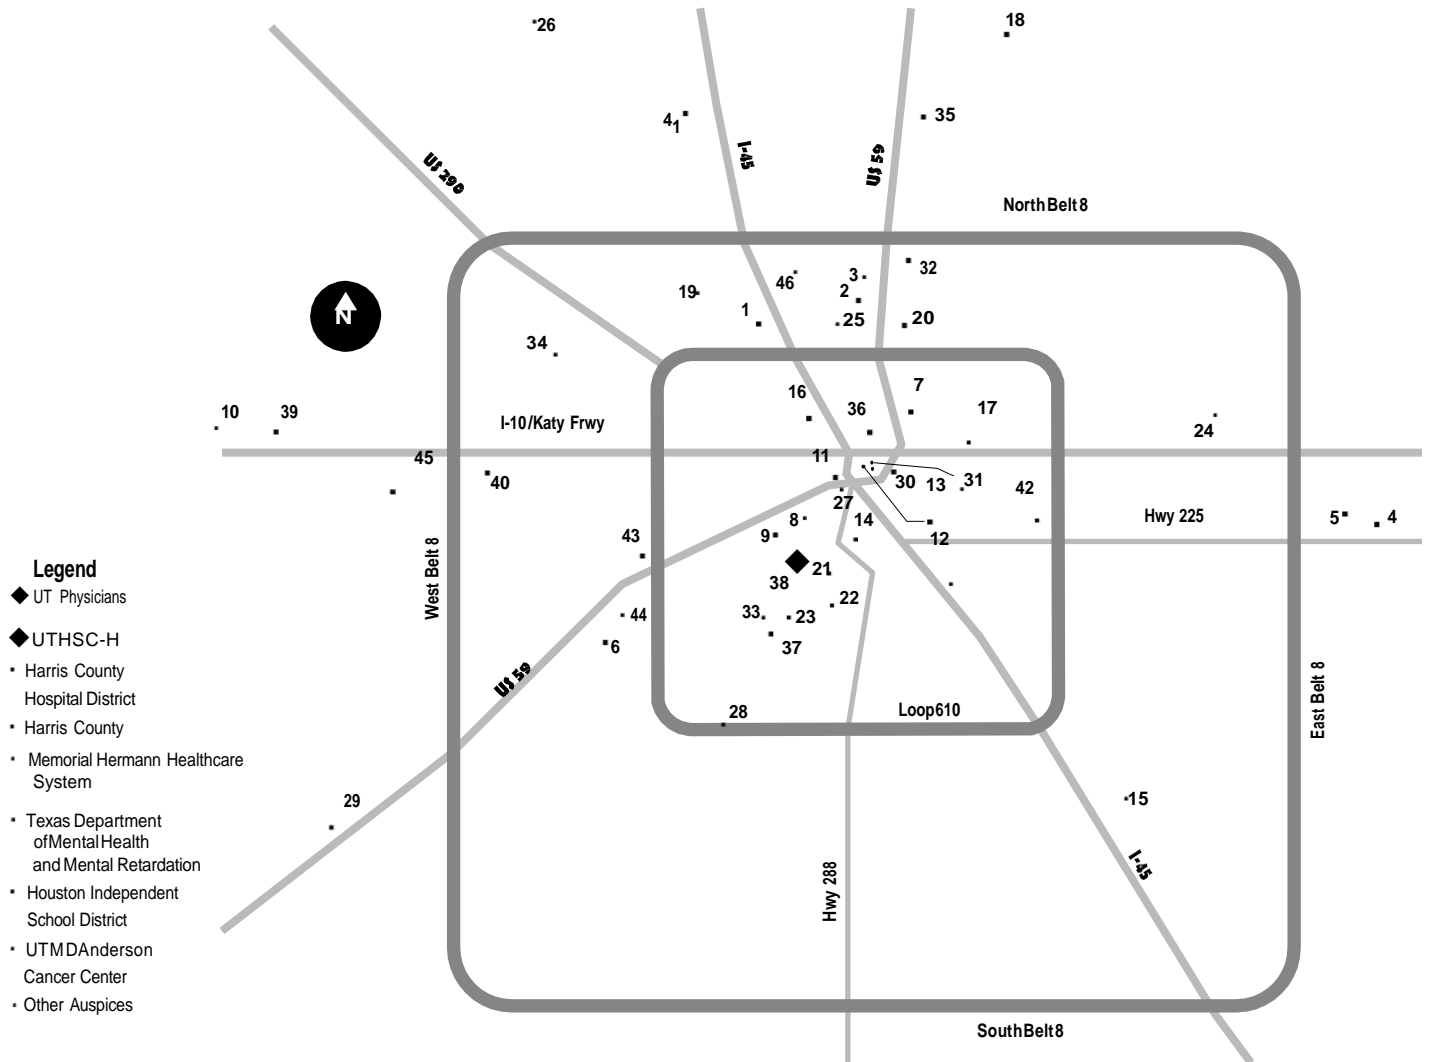 26
18
4
1
35
I-45
US 59
US 290
North Belt 8
46
3
32
19
2
1
25
20
N
34
7
16
36
17
10
39
I-10/Katy Frwy
24
45
11
40
30
13
31
42
27
8
14
Hwy 225
5
4
9
12
43
West Belt 8
21
38
22
33
23
44
6
37
US 59
28
Loop610
East Belt 8
15
29
I-45
Hwy 288
SouthBelt8
Legend
UT Physicians
UTHSC-H
Harris County
Hospital District
Harris County
Memorial Hermann Healthcare
System
Texas Department
ofMentalHealth
and Mental Retardation
Houston Independent
School District
UTMDAnderson
Cancer Center
Other Auspices